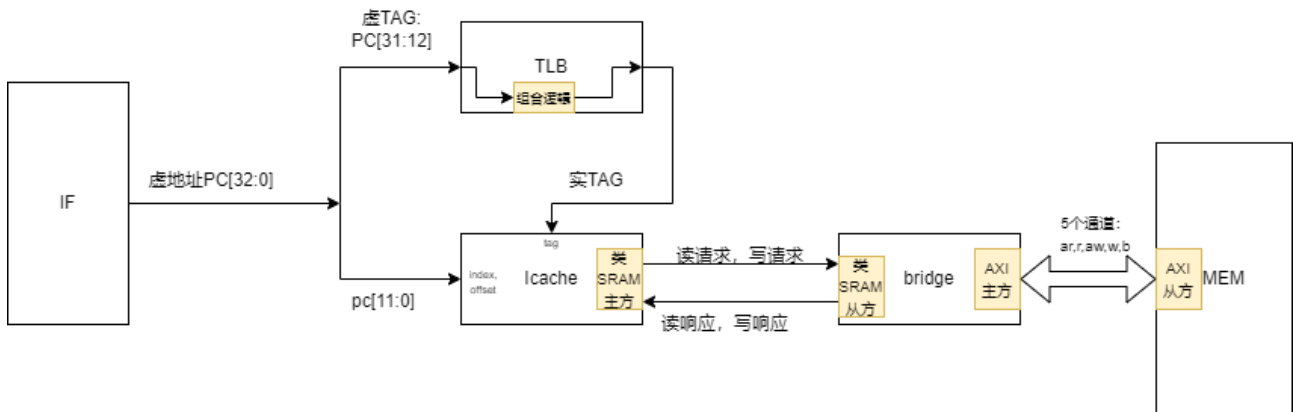 虚TAG:
PC[31:12]
TLB
组合逻辑
虚地址PC[32:0]
IF
实TAG
tag
index,
offset
Icache
类
SRAM
主方
pc[11:0]
读请求，写请求
读响应，写响应
类
SRAM
从方
bridge
AXI
主方
5个通道：
ar,r,aw,w,b
AXI
从方
MEM